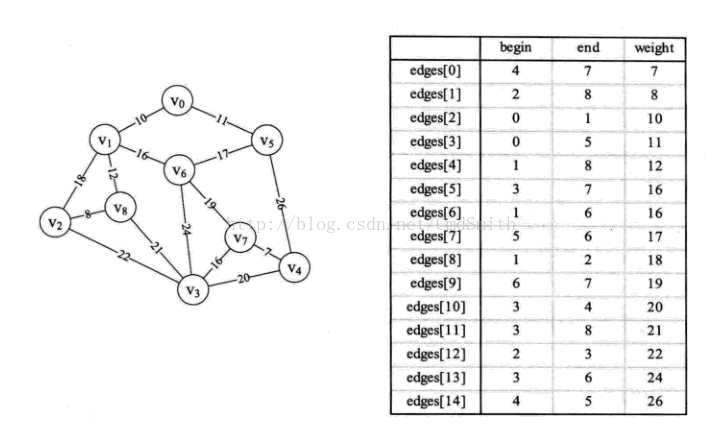 v0
10
11
v1
v5
16
17
v6
12
18
26
19
v8
8
v2
24
v7
21
7
22
16
v4
20
v3
begin end weight
edges[0] 4 7 7
edges[1] 2 8 8
edges[2] 0 1 10
edges[3] 0 5 11
edges[4] 1 8 12
edges[5] 3 7 16
edges[6] 1 6 16
edges[7] 5 6 17
edges[8] 1 2 18
edges[9] 6 7 19
edges[10] 3 4 20
edges[11] 3 8 21
edges[12] 2 3 22
edges[13] 3 6 24
edges[14] 4 5 26
http://blog.csdn.net/CmdSmith